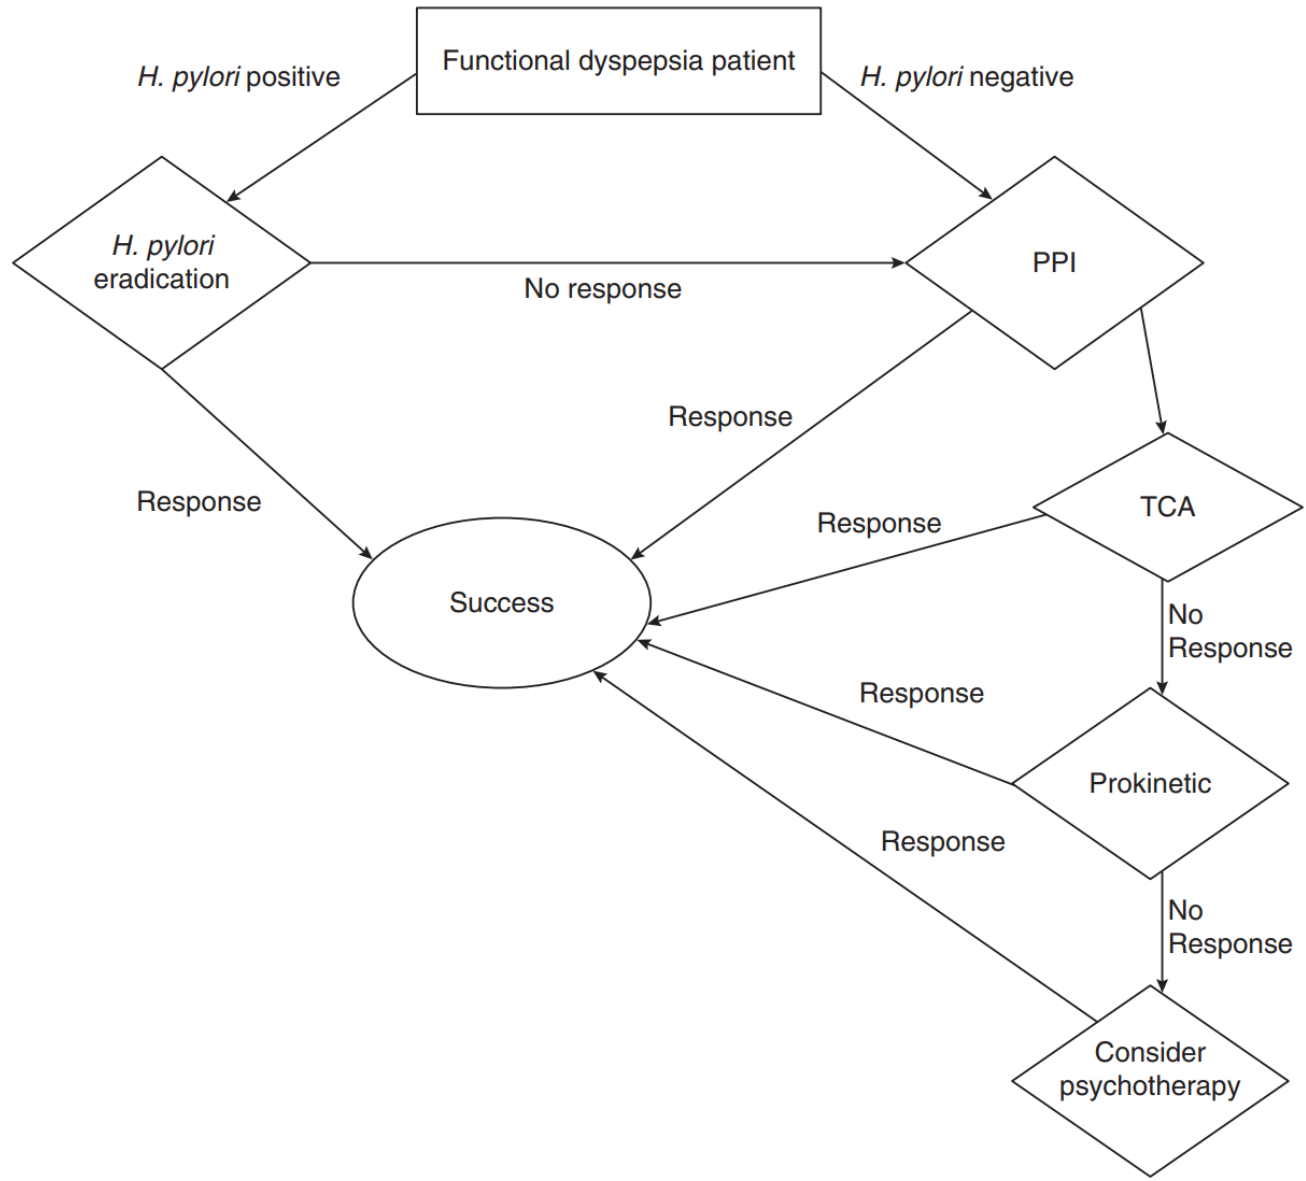 Functional dyspepsia patient
H. pylori positive
H. pylori negative
H. pylori
eradication
PPI
No response
Response
Response
TCA
Response
Success
No
Response
Response
Prokinetic
Response
No
Response
Consider
psychotherapy